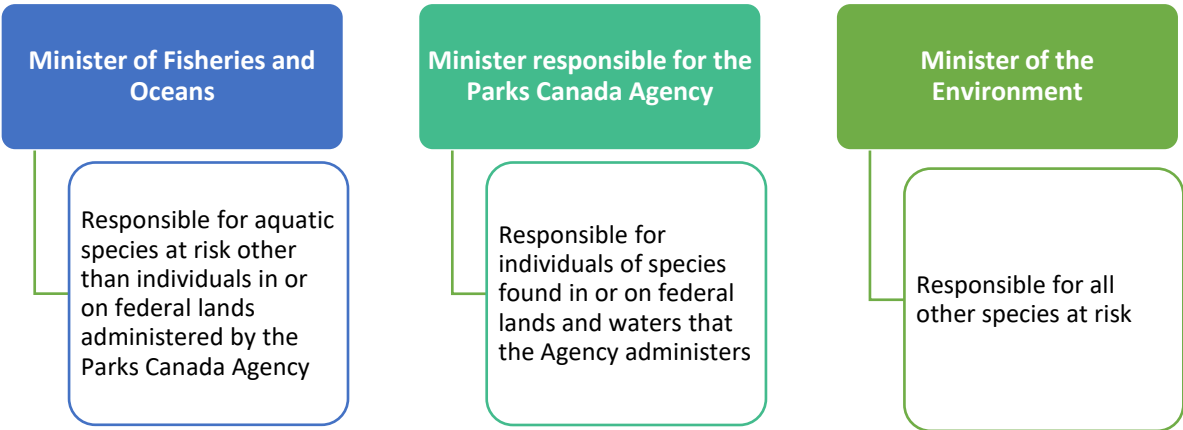 Minister of Fisheries and
Oceans
Responsible for aquatic
species at risk other
than individuals in or
on federal lands
administered by the
Parks Canada Agency
Minister responsible for the
Parks Canada Agency
Responsible for
individuals of species
found in or on federal
lands and waters that
the Agency administers
Minister of the
Environment
Responsible for all
other species at risk